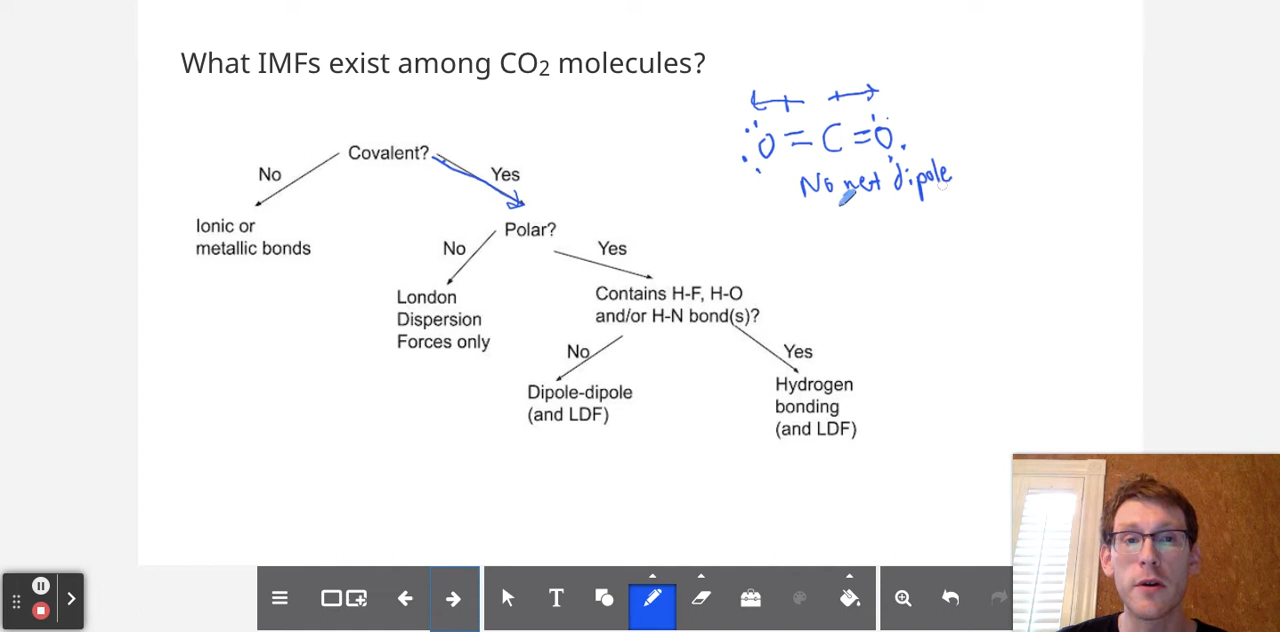 What IMFs exist among CO₂ molecules?
O = C = O
No net dipole
Covalent?
No
Yes
Ionic or
metallic bonds
Polar?
No
Yes
London
Dispersion
Forces only
Contains H-F, H-O
and/or H-N bond(s)?
No
Yes
Dipole-dipole
(and LDF)
Hydrogen
bonding
(and LDF)
T